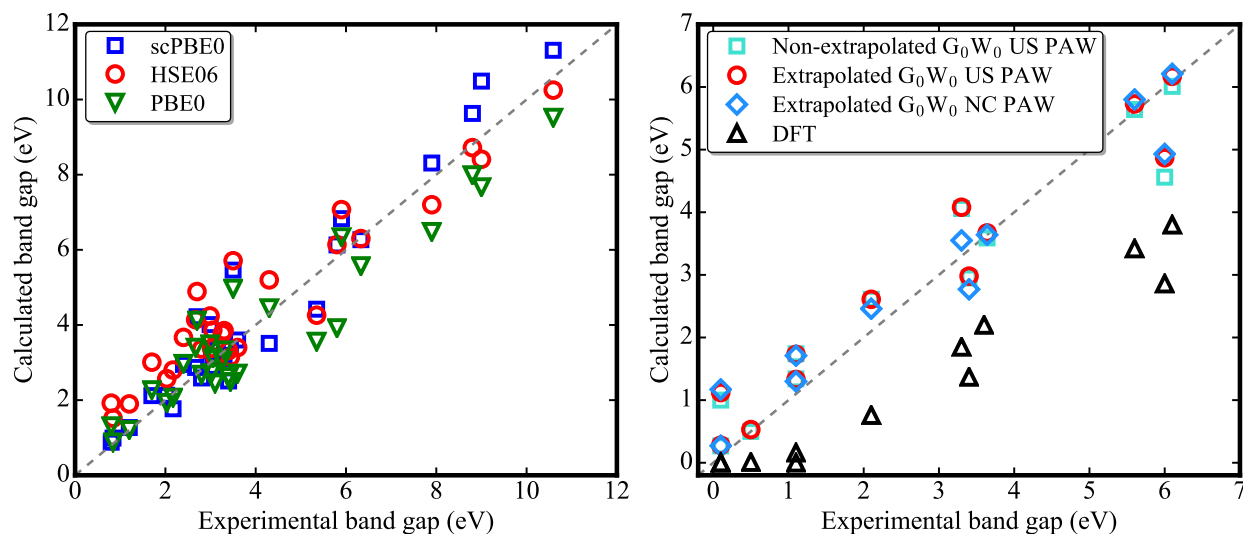 12
10
8
6
4
2
0
Calculated band gap (eV)
scPBE0
HSE06
PBE0
0 2 4 6 8 10 12
Experimental band gap (eV)
7
6
5
4
3
2
1
0
Calculated band gap (eV)
Non-extrapolated G₀W₀ US PAW
Extrapolated G₀W₀ US PAW
Extrapolated G₀W₀ NC PAW
DFT
0 1 2 3 4 5 6 7
Experimental band gap (eV)